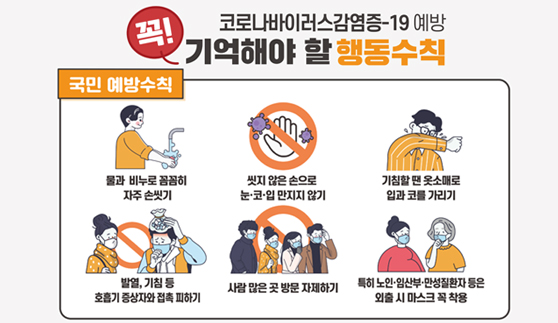 꼭!
코로나바이러스감염증-19 예방
기억해야 할 행동수칙
국민 예방수칙
물과 비누로 꼼꼼히
자주 손씻기
씻지 않은 손으로
눈·코·입 만지지 않기
기침할 땐 옷소매로
입과 코를 가리기
발열, 기침 등
호흡기 증상자와 접촉 피하기
사람 많은 곳 방문 자제하기
특히 노인·임산부·만성질환자 등은
외출 시 마스크 꼭 착용